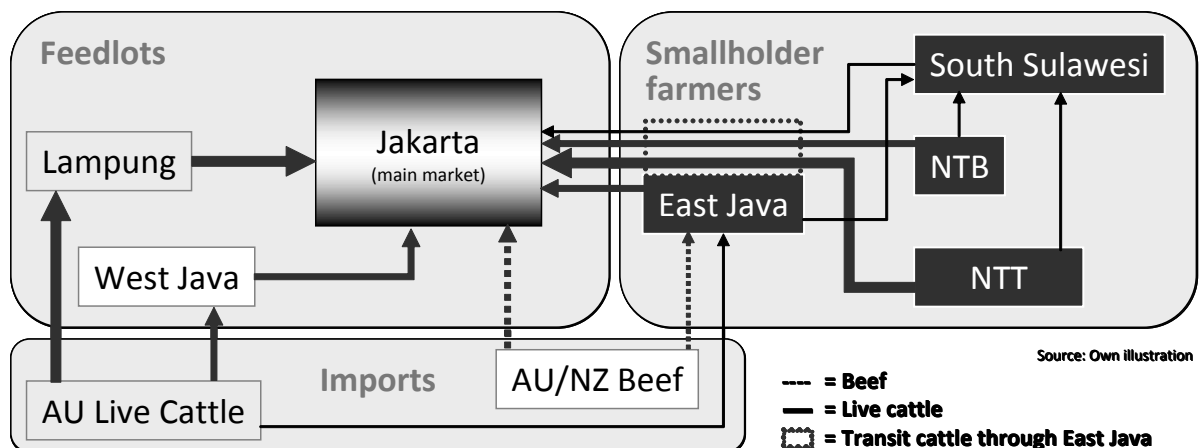 Feedlots
Smallholder
farmers
South Sulawesi
Jakarta
(main market)
Lampung
NTB
East Java
West Java
NTT
Imports
AU/NZ Beef
AU Live Cattle
Source: Own illustration
= Beef
= Live cattle
= Transit cattle through East Java